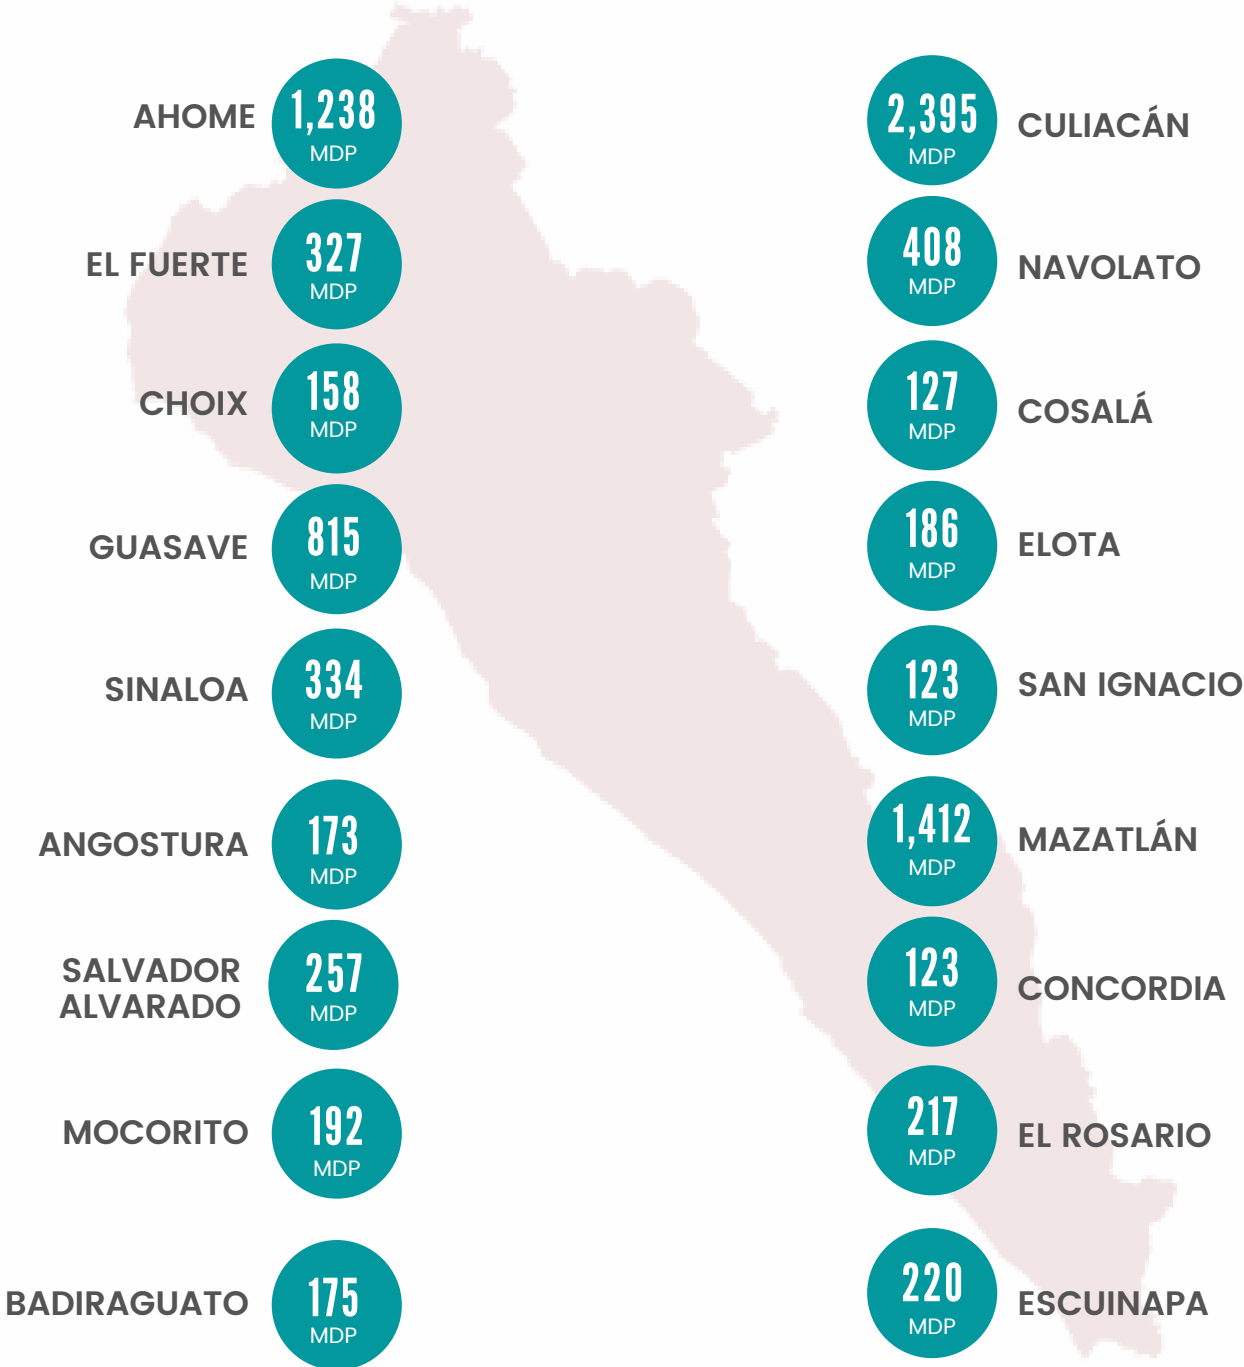 AHOME
1,238
MDP
EL FUERTE
327
MDP
CHOIX
158
MDP
GUASAVE
815
MDP
SINALOA
334
MDP
ANGOSTURA
173
MDP
SALVADOR
ALVARADO
257
MDP
MOCORITO
192
MDP
BADIRAGUATO
175
MDP
2,395
MDP
CULIACÁN
408
MDP
NAVOLATO
127
MDP
COSALÁ
186
MDP
ELOTA
123
MDP
SAN IGNACIO
1,412
MDP
MAZATLÁN
123
MDP
CONCORDIA
217
MDP
EL ROSARIO
220
MDP
ESCUINAPA